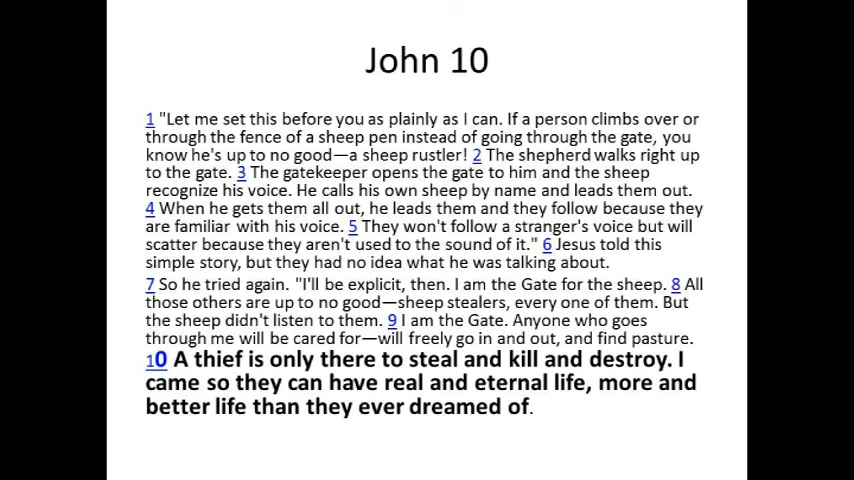 John 10
1 "Let me set this before you as plainly as I can. If a person climbs over or
through the fence of a sheep pen instead of going through the gate, you
know he's up to no good—a sheep rustler! 2 The shepherd walks right up
to the gate. 3 The gatekeeper opens the gate to him and the sheep
recognize his voice. He calls his own sheep by name and leads them out.
4 When he gets them all out, he leads them and they follow because they
are familiar with his voice. 5 They won't follow a stranger's voice but will
scatter because they aren't used to the sound of it." 6 Jesus told this
simple story, but they had no idea what he was talking about.
7 So he tried again. "I'll be explicit, then. I am the Gate for the sheep. 8 All
those others are up to no good—sheep stealers, every one of them. But
the sheep didn't listen to them. 9 I am the Gate. Anyone who goes
through me will be cared for—will freely go in and out, and find pasture.
10 A thief is only there to steal and kill and destroy. I
came so they can have real and eternal life, more and
better life than they ever dreamed of.